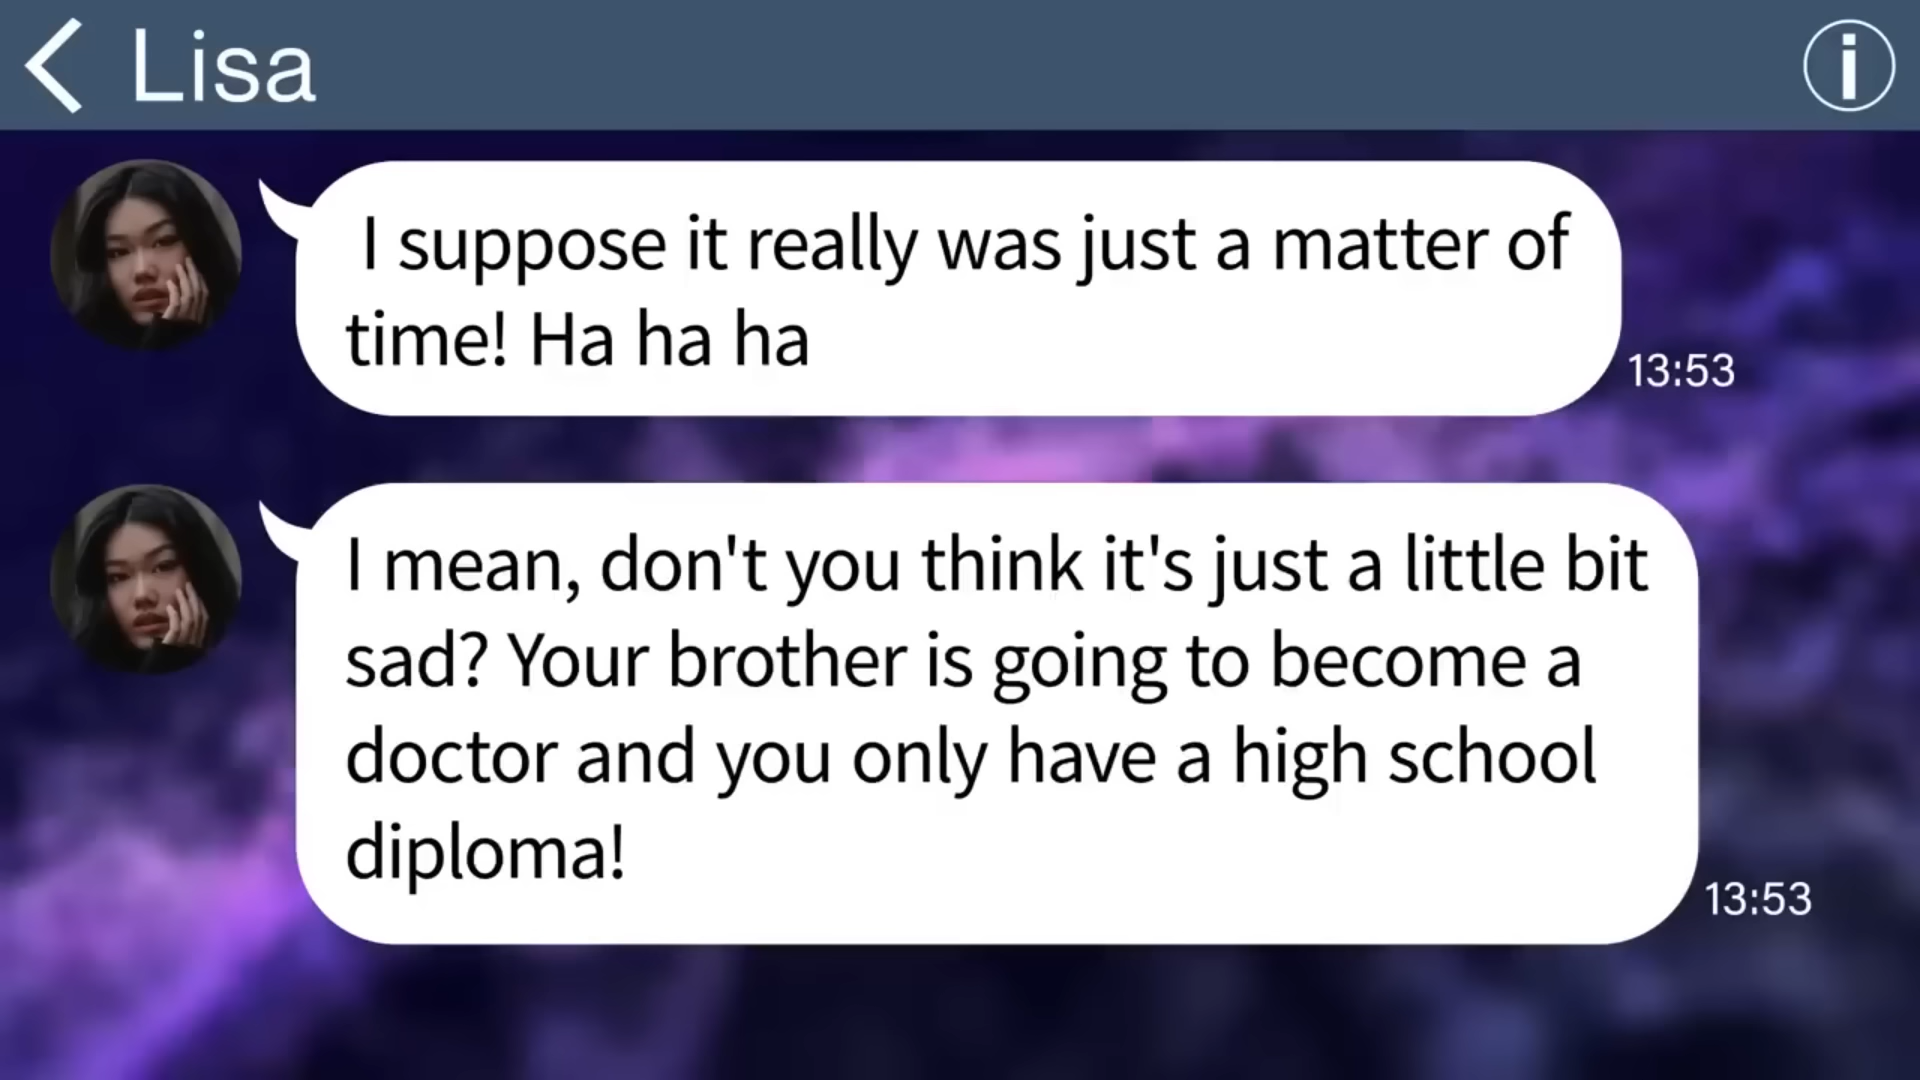 Lisa
I suppose it really was just a matter of
time! Ha ha ha
13:53
I mean, don't you think it's just a little bit
sad? Your brother is going to become a
doctor and you only have a high school
diploma!
13:53